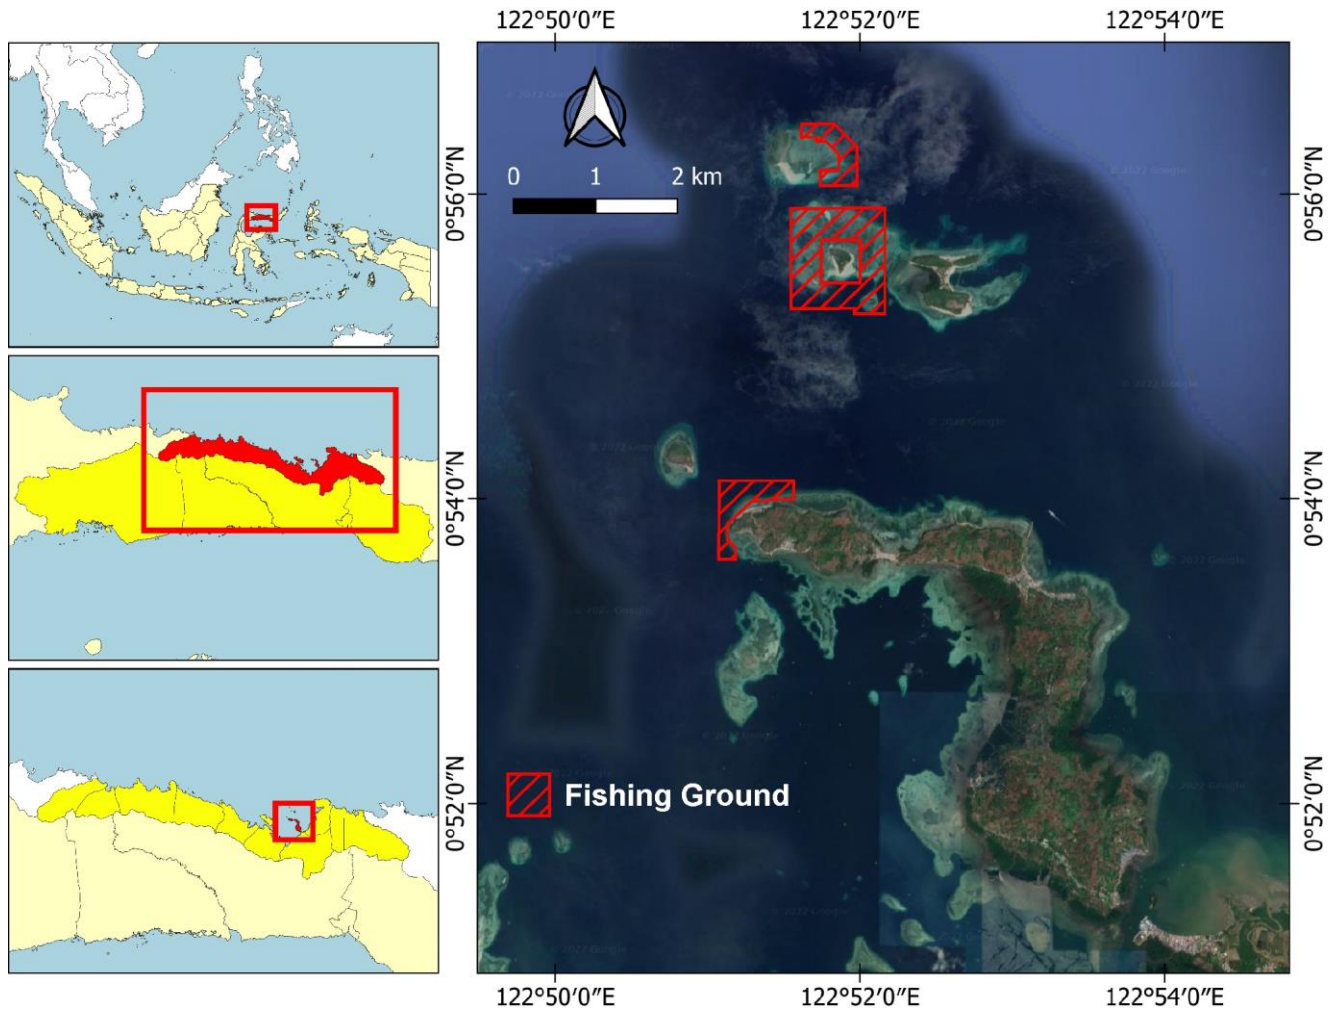 122°50′0″E 122°52′0″E 122°54′0″E
0 1 2 km
0°56′0″N 0°56′0″N
0°54′0″N 0°54′0″N
0°52′0″N 0°52′0″N
Fishing Ground
122°50′0″E 122°52′0″E 122°54′0″E